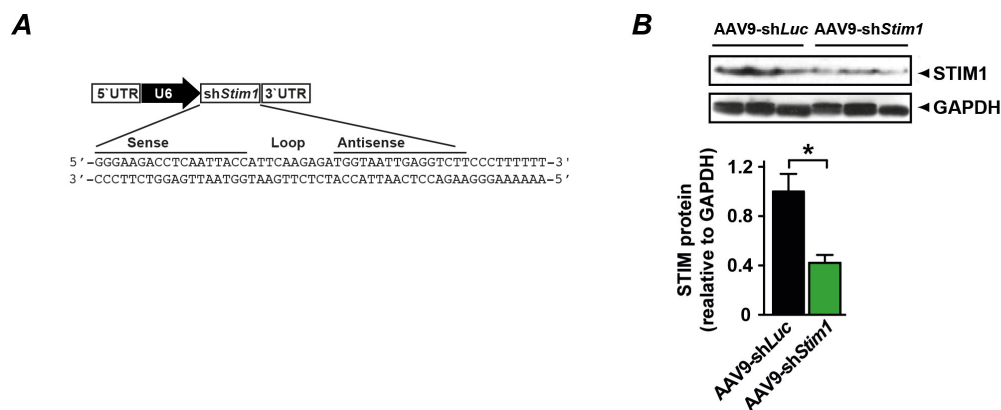 A
5`UTR U6 shStim1 3`UTR
Sense Loop Antisense
5'-GGGAAGACCTCAATTACCATTCAAGAGATGGTAATTGAGGTCTTCCCTTTTTT-3'
3'-CCCTTCTGGAGTTAATGGTAAGTTCTCTACCATTAACTCCAGAAGGGAAAAAA-5'
B
AAV9-shLuc AAV9-shStim1
STIM1
GAPDH
*
1.2
0.8
0.4
0
STIM protein
(realative to GAPDH)
AAV9-shLuc
AAV9-shStim1